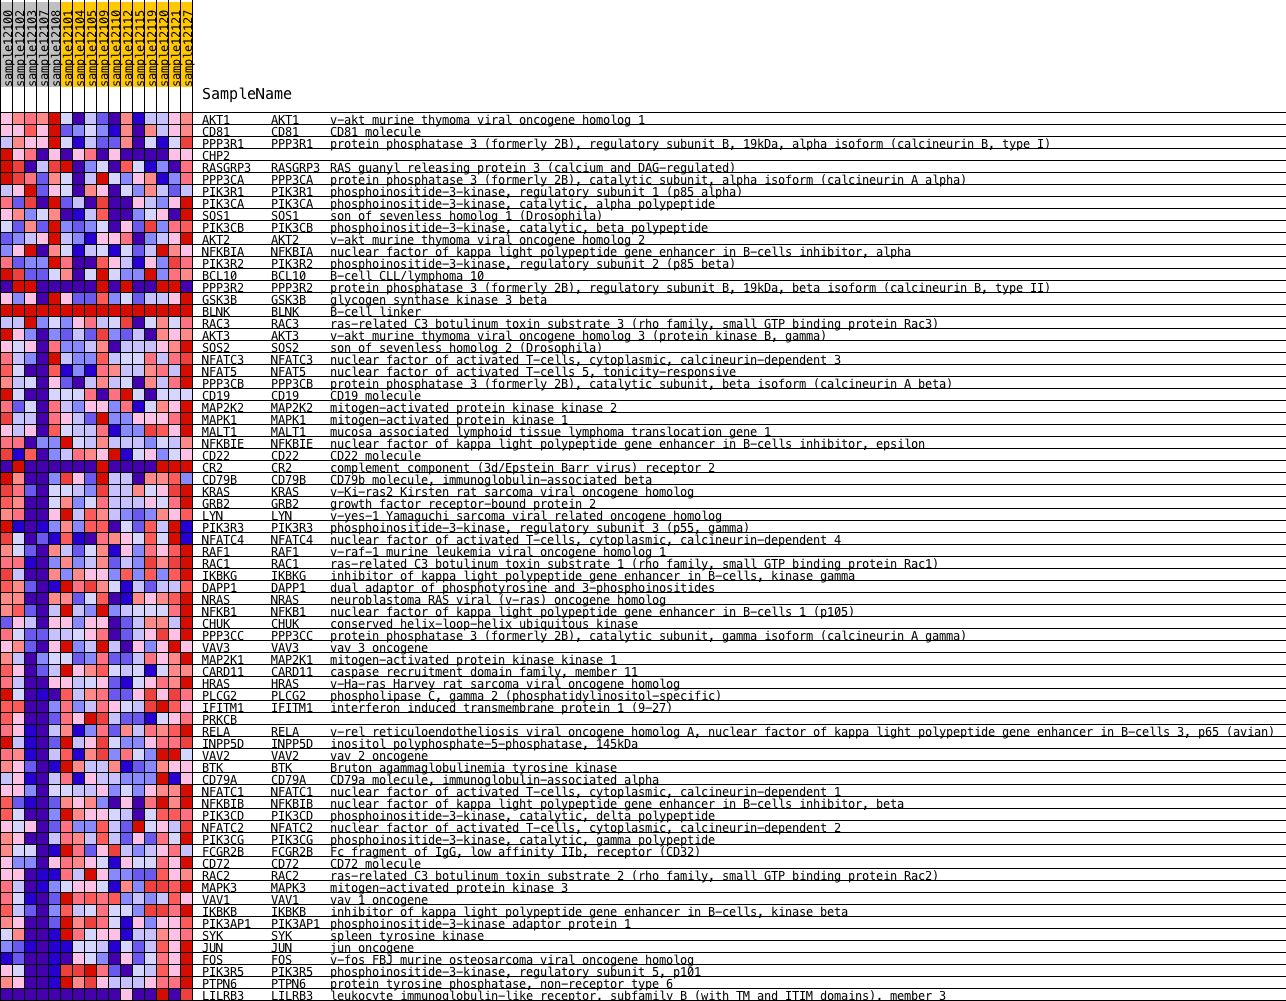 sample12100 sample12102 sample12103 sample12107 sample12108 sample12101 sample12104 sample12105 sample12109 sample12110 sample12112 sample12115 sample12119 sample12120 sample12121 sample12127
SampleName
AKT1 AKT1 v-akt murine thymoma viral oncogene homolog 1
CD81 CD81 CD81 molecule
PPP3R1 PPP3R1 protein phosphatase 3 (formerly 2B), regulatory subunit B, 19kDa, alpha isoform (calcineurin B, type I)
CHP2
RASGRP3 RASGRP3 RAS guanyl releasing protein 3 (calcium and DAG-regulated)
PPP3CA PPP3CA protein phosphatase 3 (formerly 2B), catalytic subunit, alpha isoform (calcineurin A alpha)
PIK3R1 PIK3R1 phosphoinositide-3-kinase, regulatory subunit 1 (p85 alpha)
PIK3CA PIK3CA phosphoinositide-3-kinase, catalytic, alpha polypeptide
SOS1 SOS1 son of sevenless homolog 1 (Drosophila)
PIK3CB PIK3CB phosphoinositide-3-kinase, catalytic, beta polypeptide
AKT2 AKT2 v-akt murine thymoma viral oncogene homolog 2
NFKBIA NFKBIA nuclear factor of kappa light polypeptide gene enhancer in B-cells inhibitor, alpha
PIK3R2 PIK3R2 phosphoinositide-3-kinase, regulatory subunit 2 (p85 beta)
BCL10 BCL10 B-cell CLL/lymphoma 10
PPP3R2 PPP3R2 protein phosphatase 3 (formerly 2B), regulatory subunit B, 19kDa, beta isoform (calcineurin B, type II)
GSK3B GSK3B glycogen synthase kinase 3 beta
BLNK BLNK B-cell linker
RAC3 RAC3 ras-related C3 botulinum toxin substrate 3 (rho family, small GTP binding protein Rac3)
AKT3 AKT3 v-akt murine thymoma viral oncogene homolog 3 (protein kinase B, gamma)
SOS2 SOS2 son of sevenless homolog 2 (Drosophila)
NFATC3 NFATC3 nuclear factor of activated T-cells, cytoplasmic, calcineurin-dependent 3
NFAT5 NFAT5 nuclear factor of activated T-cells 5, tonicity-responsive
PPP3CB PPP3CB protein phosphatase 3 (formerly 2B), catalytic subunit, beta isoform (calcineurin A beta)
CD19 CD19 CD19 molecule
MAP2K2 MAP2K2 mitogen-activated protein kinase kinase 2
MAPK1 MAPK1 mitogen-activated protein kinase 1
MALT1 MALT1 mucosa associated lymphoid tissue lymphoma translocation gene 1
NFKBIE NFKBIE nuclear factor of kappa light polypeptide gene enhancer in B-cells inhibitor, epsilon
CD22 CD22 CD22 molecule
CR2 CR2 complement component (3d/Epstein Barr virus) receptor 2
CD79B CD79B CD79b molecule, immunoglobulin-associated beta
KRAS KRAS v-Ki-ras2 Kirsten rat sarcoma viral oncogene homolog
GRB2 GRB2 growth factor receptor-bound protein 2
LYN LYN v-yes-1 Yamaguchi sarcoma viral related oncogene homolog
PIK3R3 PIK3R3 phosphoinositide-3-kinase, regulatory subunit 3 (p55, gamma)
NFATC4 NFATC4 nuclear factor of activated T-cells, cytoplasmic, calcineurin-dependent 4
RAF1 RAF1 v-raf-1 murine leukemia viral oncogene homolog 1
RAC1 RAC1 ras-related C3 botulinum toxin substrate 1 (rho family, small GTP binding protein Rac1)
IKBKG IKBKG inhibitor of kappa light polypeptide gene enhancer in B-cells, kinase gamma
DAPP1 DAPP1 dual adaptor of phosphotyrosine and 3-phosphoinositides
NRAS NRAS neuroblastoma RAS viral (v-ras) oncogene homolog
NFKB1 NFKB1 nuclear factor of kappa light polypeptide gene enhancer in B-cells 1 (p105)
CHUK CHUK conserved helix-loop-helix ubiquitous kinase
PPP3CC PPP3CC protein phosphatase 3 (formerly 2B), catalytic subunit, gamma isoform (calcineurin A gamma)
VAV3 VAV3 vav 3 oncogene
MAP2K1 MAP2K1 mitogen-activated protein kinase kinase 1
CARD11 CARD11 caspase recruitment domain family, member 11
HRAS HRAS v-Ha-ras Harvey rat sarcoma viral oncogene homolog
PLCG2 PLCG2 phospholipase C, gamma 2 (phosphatidylinositol-specific)
IFITM1 IFITM1 interferon induced transmembrane protein 1 (9-27)
PRKCB
RELA RELA v-rel reticuloendotheliosis viral oncogene homolog A, nuclear factor of kappa light polypeptide gene enhancer in B-cells 3, p65 (avian)
INPP5D INPP5D inositol polyphosphate-5-phosphatase, 145kDa
VAV2 VAV2 vav 2 oncogene
BTK BTK Bruton agammaglobulinemia tyrosine kinase
CD79A CD79A CD79a molecule, immunoglobulin-associated alpha
NFATC1 NFATC1 nuclear factor of activated T-cells, cytoplasmic, calcineurin-dependent 1
NFKBIB NFKBIB nuclear factor of kappa light polypeptide gene enhancer in B-cells inhibitor, beta
PIK3CD PIK3CD phosphoinositide-3-kinase, catalytic, delta polypeptide
NFATC2 NFATC2 nuclear factor of activated T-cells, cytoplasmic, calcineurin-dependent 2
PIK3CG PIK3CG phosphoinositide-3-kinase, catalytic, gamma polypeptide
FCGR2B FCGR2B Fc fragment of IgG, low affinity IIb, receptor (CD32)
CD72 CD72 CD72 molecule
RAC2 RAC2 ras-related C3 botulinum toxin substrate 2 (rho family, small GTP binding protein Rac2)
MAPK3 MAPK3 mitogen-activated protein kinase 3
VAV1 VAV1 vav 1 oncogene
IKBKB IKBKB inhibitor of kappa light polypeptide gene enhancer in B-cells, kinase beta
PIK3AP1 PIK3AP1 phosphoinositide-3-kinase adaptor protein 1
SYK SYK spleen tyrosine kinase
JUN JUN jun oncogene
FOS FOS v-fos FBJ murine osteosarcoma viral oncogene homolog
PIK3R5 PIK3R5 phosphoinositide-3-kinase, regulatory subunit 5, p101
PTPN6 PTPN6 protein tyrosine phosphatase, non-receptor type 6
LILRB3 LILRB3 leukocyte immunoglobulin-like receptor, subfamily B (with TM and ITIM domains), member 3